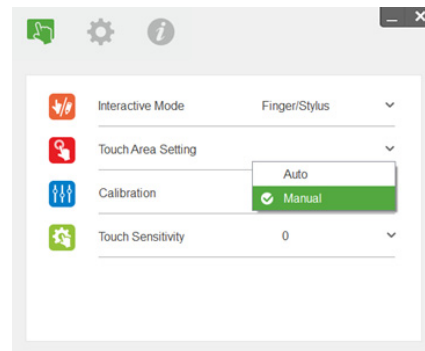 Interactive Mode Finger/Stylus
Touch Area Setting
Auto
Calibration
Manual
Touch Sensitivity 0